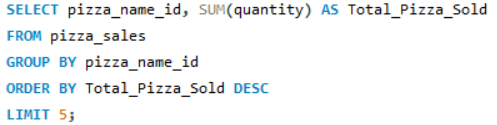 SELECT pizza_name_id, SUM(quantity) AS Total_Pizza_Sold
FROM pizza_sales
GROUP BY pizza_name_id
ORDER BY Total_Pizza_Sold DESC
LIMIT 5;